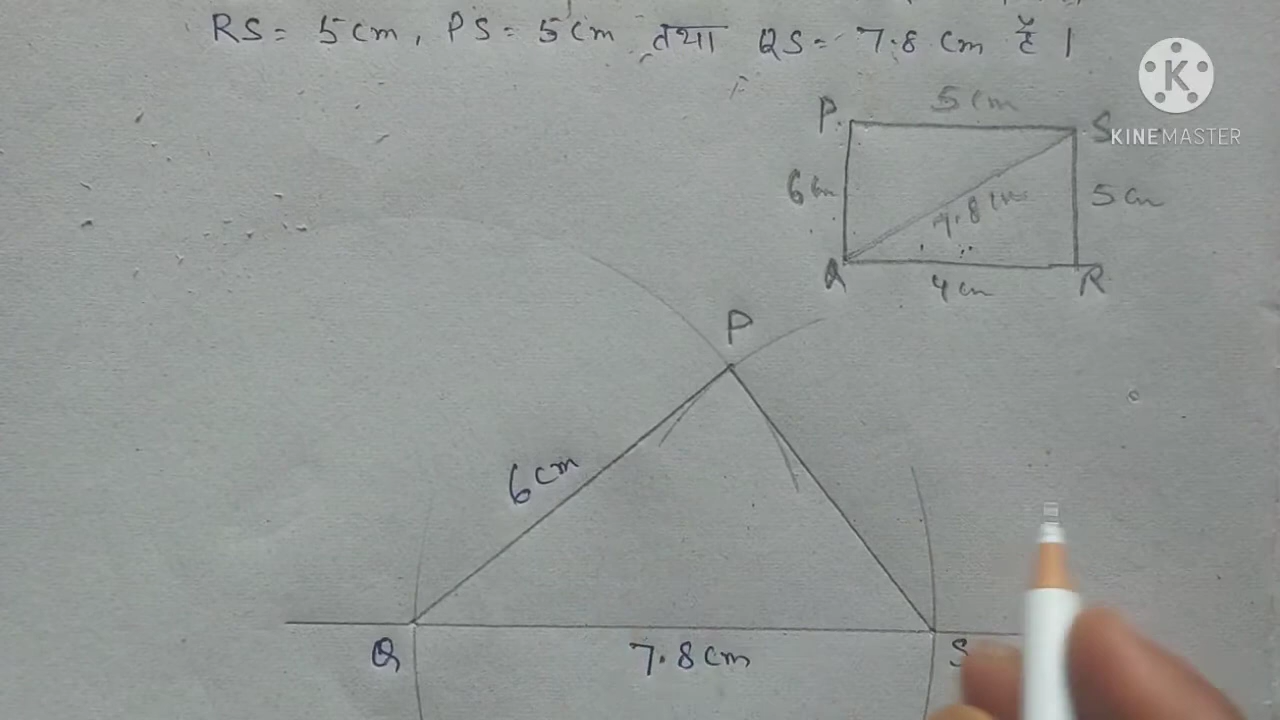 RS = 5 cm, PS = 5 cm तथा QS = 7.8 cm है ।
P 5 cm S
KINEMASTER
6 cm 5 cm
7.8 cm
Q 4 cm R
P
6 cm
Q 7.8 cm S